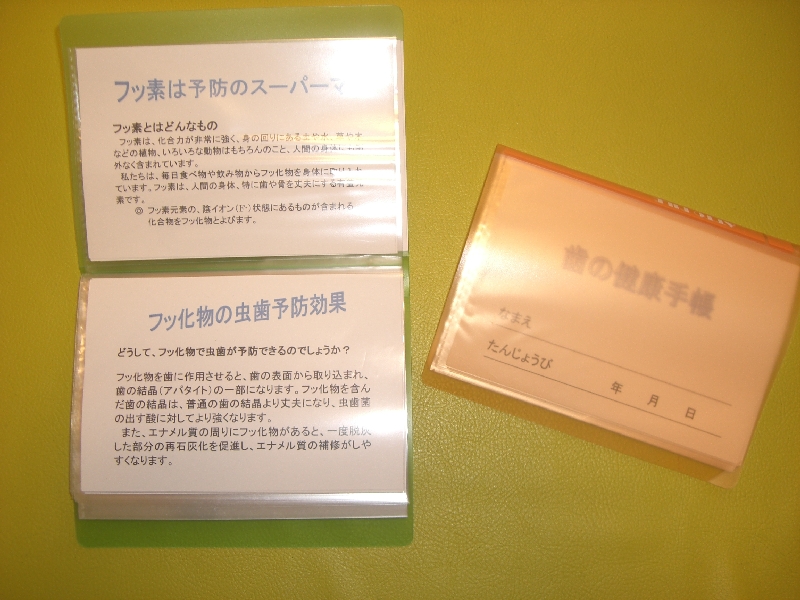 フッ素は予防のスーパーマ
フッ素とはどんなもの
フッ素は、化合力が非常に強く、身の回りにある土や水、草や木
などの植物、いろいろな動物はもちろんのこと、人間の身体にも例
外なく含まれています。
私たちは、毎日食べ物や飲み物からフッ化物を身体に取り入れ
ています。フッ素は、人間の身体、特に歯や骨を丈夫にする有益元
素です。
◎ フッ素元素の、陰イオン(F-)状態にあるものが含まれる
化合物をフッ化物とよびます。
フッ化物の虫歯予防効果
どうして、フッ化物で虫歯が予防できるのでしょうか?
フッ化物を歯に作用させると、歯の表面から取り込まれ、
歯の結晶(アパタイト)の一部になります。フッ化物を含ん
だ歯の結晶は、普通の歯の結晶より丈夫になり、虫歯菌
の出す酸に対してより強くなります。
また、エナメル質の周りにフッ化物があると、一度脱灰
した部分の再石灰化を促進し、エナメル質の補修がしや
すくなります。
歯の健康手帳
なまえ
たんじょうび
年 月 日